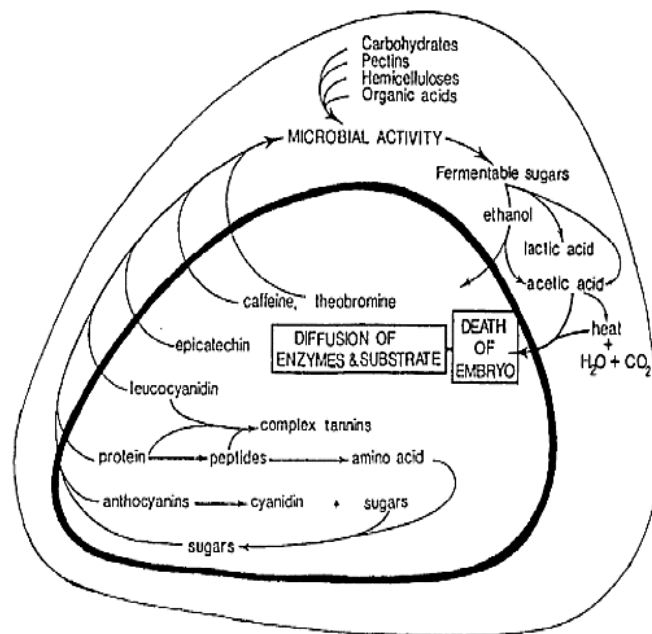 Carbohydrates
Pectins
Hemicelluloses
Organic acids
MICROBIAL ACTIVITY
Fermentable sugars
ethanol
lactic acid
acetic acid
caffeine, theobromine
heat
+
H₂O + CO₂
DIFFUSION OF
ENZYMES & SUBSTRATE
DEATH
OF
EMBRYO
epicatechin
leucocyanidin
complex tannins
protein
peptides
amino acid
anthocyanins
cyanidin
+
sugars
sugars